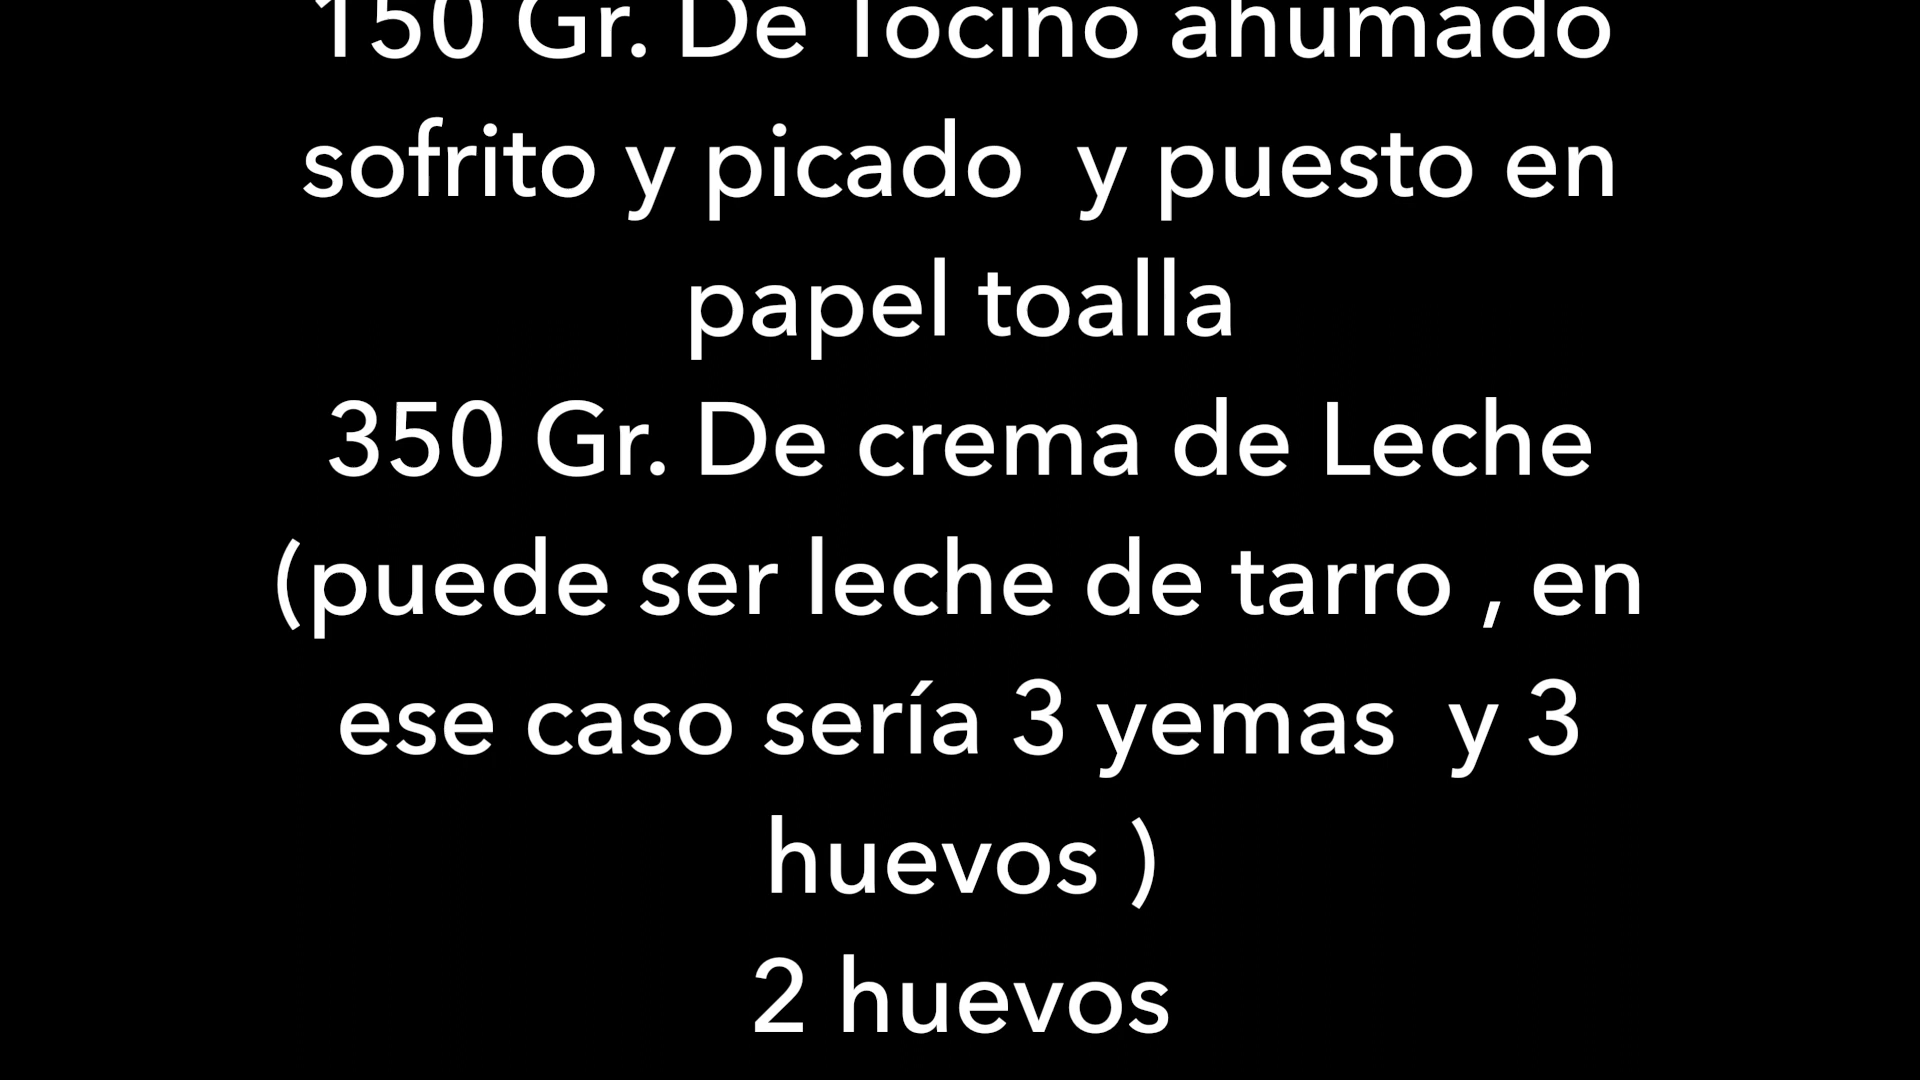 150 Gr. De Tocino ahumado
sofrito y picado  y puesto en
papel toalla
350 Gr. De crema de Leche
(puede ser leche de tarro , en
ese caso sería 3 yemas  y 3
huevos )
2 huevos